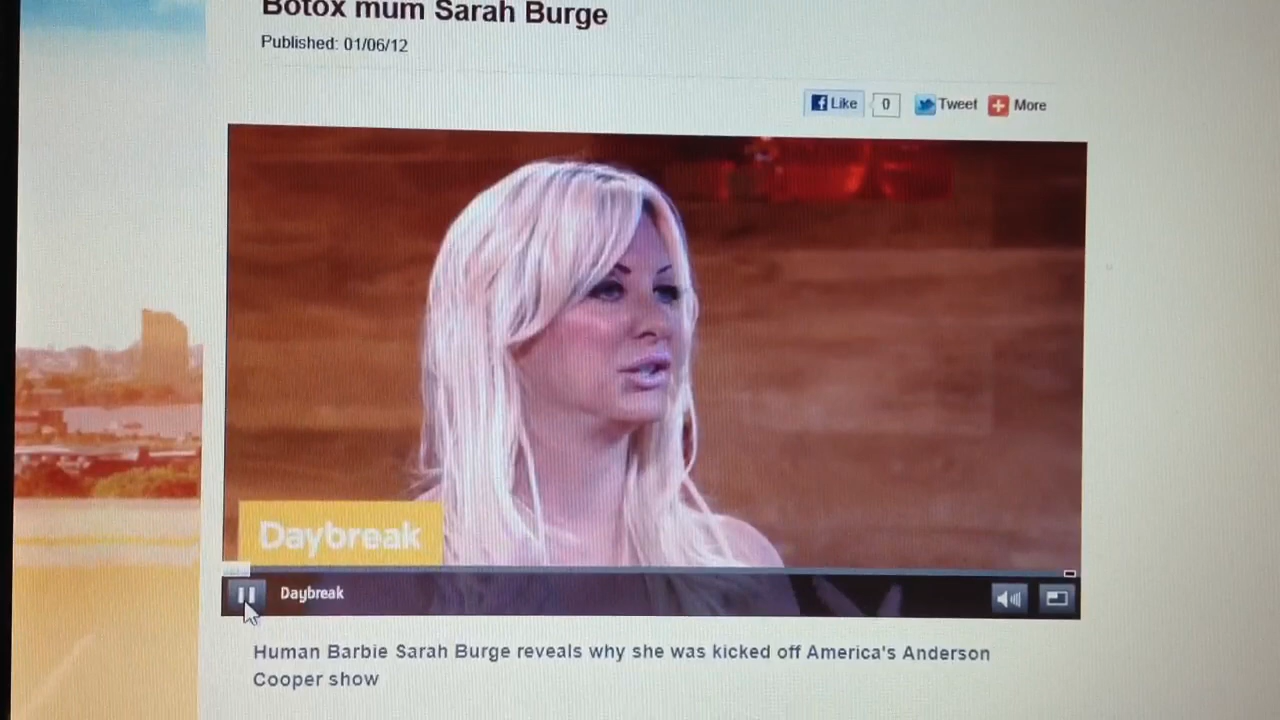 Botox mum Sarah Burge
Published: 01/06/12
Like 0 Tweet More
Daybreak
Daybreak
Human Barbie Sarah Burge reveals why she was kicked off America's Anderson
Cooper show